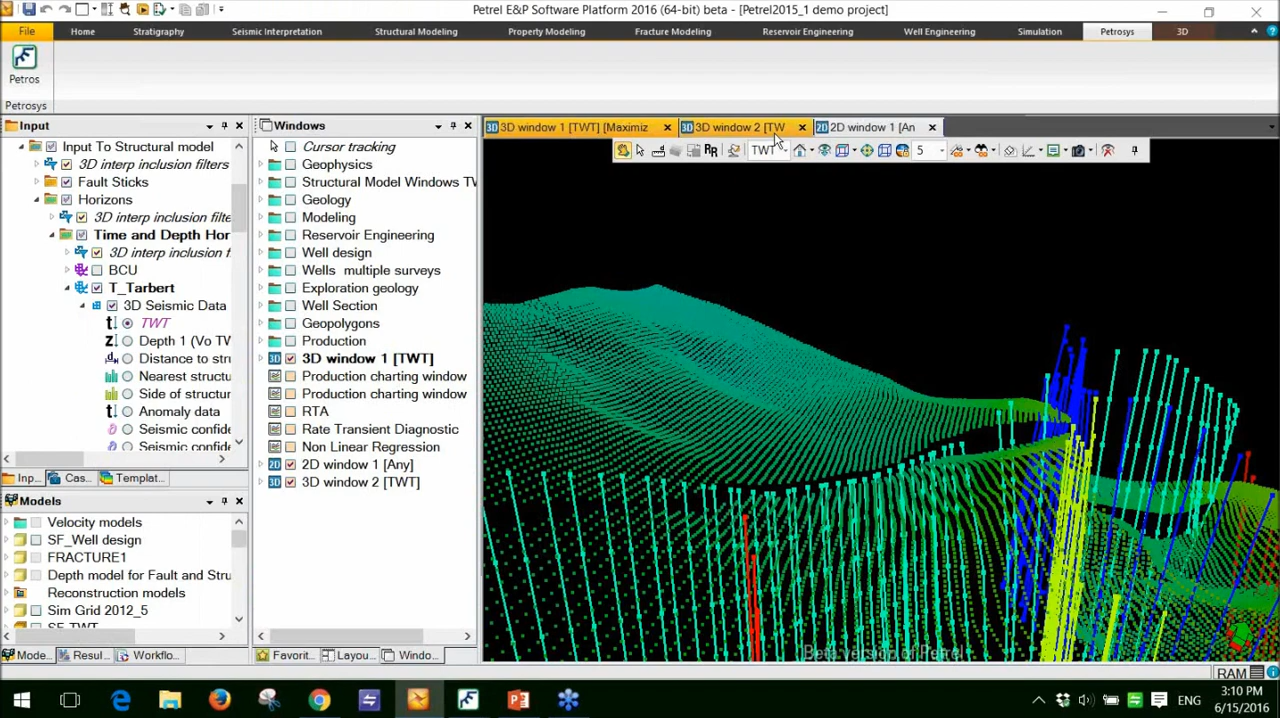 Petrel E&P Software Platform 2016 (64-bit) beta - [Petrel2015_1 demo project]
File Home Stratigraphy Seismic Interpretation Structural Modeling Property Modeling Fracture Modeling Reservoir Engineering Well Engineering Simulation Petrosys 3D
Petros
Petrosys
Input
Input To Structural model
3D interp inclusion filters
Fault Sticks
Horizons
3D interp inclusion filte
Time and Depth Hor
3D interp inclusion f
BCU
T_Tarbert
3D Seismic Data
TWT
Depth 1 (Vo TW
Distance to stru
Nearest structu
Side of structur
Anomaly data
Seismic confide
Seismic confide
Inp... Cas... Templat...
Models
Velocity models
SF_Well design
FRACTURE1
Depth model for Fault and Stru
Reconstruction models
Sim Grid 2012_5
SF_TWT
Mode... Resul... Workflo...
Windows
Cursor tracking
Geophysics
Structural Model Windows TV
Geology
Modeling
Reservoir Engineering
Well design
Wells multiple surveys
Exploration geology
Well Section
Geopolygons
Production
3D window 1 [TWT]
Production charting window
Production charting window
RTA
Rate Transient Diagnostic
Non Linear Regression
2D window 1 [Any]
3D window 2 [TWT]
Favorit... Layou... Windo...
3D window 1 [TWT] [Maximiz 3D window 2 [TW 2D window 1 [An
TWT 5
Beta version of Petrel
RAM
ENG
3:10 PM
6/15/2016